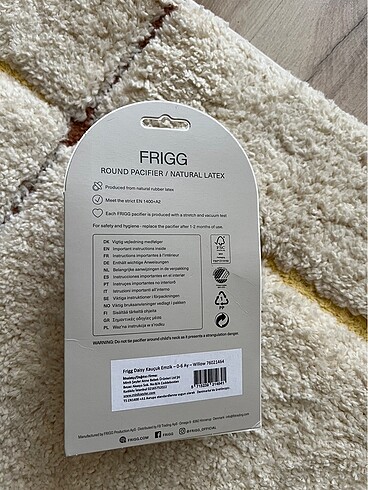 FRIGG
ROUND PACIFIER / NATURAL LATEX
Produced from natural rubber latex
Meet the strict EN 1400+A2
Each FRIGG pacifier is produced with a stretch and vacuum test
For safety and hygiene - replace the pacifier after 1-2 months of use.
DK Vigtig vejledning medfølger
EN Important instructions inside
FR Instructions importantes à l'intérieur
DE Enthält wichtige Anweisungen
NL Belangrijke aanwijzingen in de verpakking
ES Instrucciones importantes en el interior
PT Instruções importantes no interior
IT Istruzioni importanti all'interno
SE Viktiga instruktioner i förpackningen
NO Viktig bruksanvisningen vedlagt i pakken
FI Sisältää tärkeitä ohjeita
GR Σημαντικές οδηγίες μέσα
PL Ważne instrukcje w środku
FSC
PP
WARNING: Do not tie pacifier around child's neck as it presents a strangulation danger.
Frigg Daisy Kauçuk Emzik – 0-6 Ay – Willow 76021464
FRIGG.COM FRIGG @FRIGG_OFFICIAL